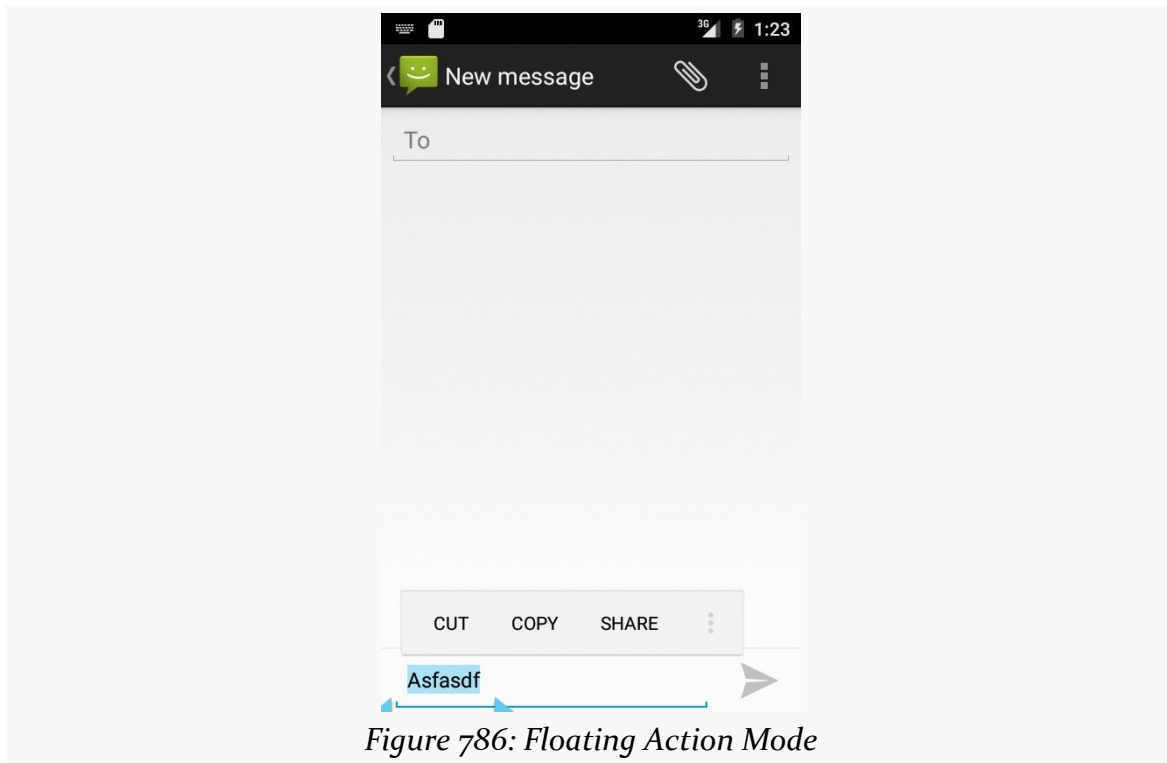 3G 1:23
New message
To
CUT COPY SHARE
Asfasdf
Figure 786: Floating Action Mode